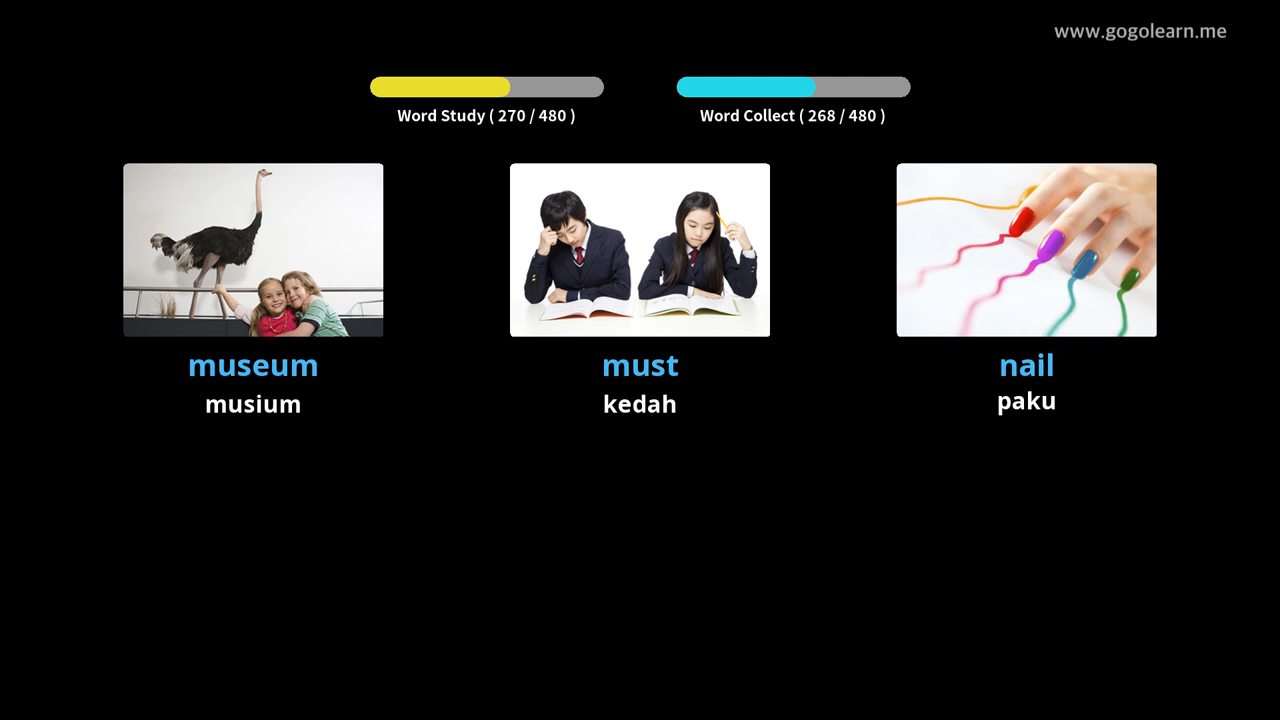 www.gogolearn.me
Word Study ( 270 / 480 )
Word Collect ( 268 / 480 )
museum
musium
must
kedah
nail
paku